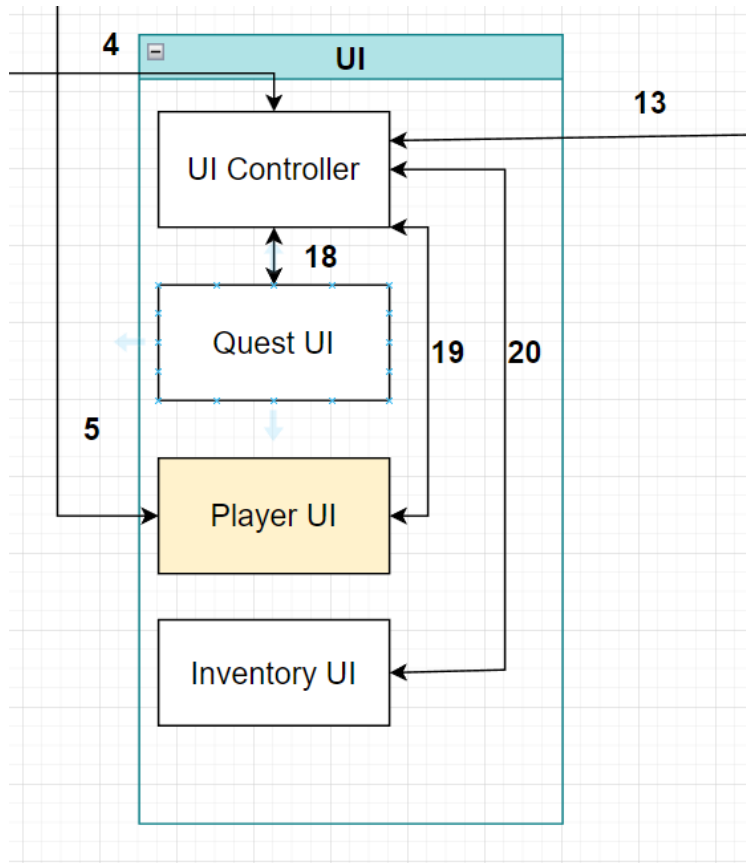 4
UI
13
UI Controller
18
Quest UI
19
20
5
Player UI
Inventory UI